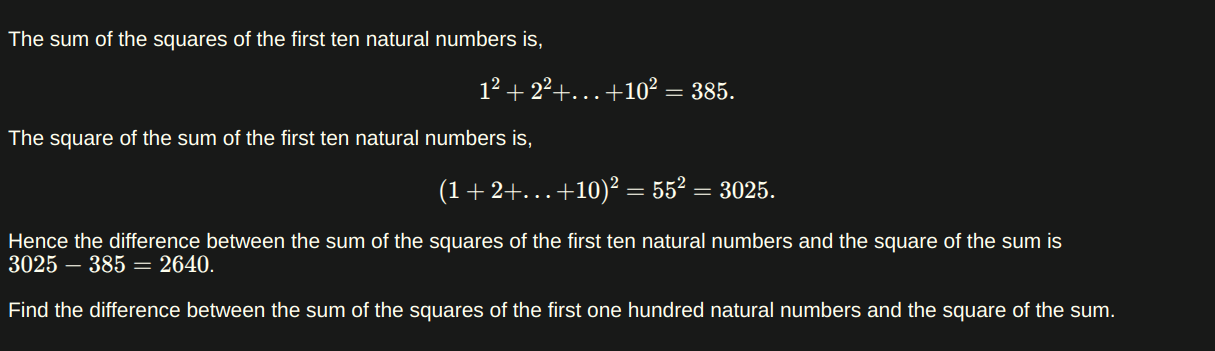 The sum of the squares of the first ten natural numbers is,
1² + 2²+. . . +10² = 385.
The square of the sum of the first ten natural numbers is,
(1 + 2+. . . +10)² = 55² = 3025.
Hence the difference between the sum of the squares of the first ten natural numbers and the square of the sum is
3025 − 385 = 2640.
Find the difference between the sum of the squares of the first one hundred natural numbers and the square of the sum.